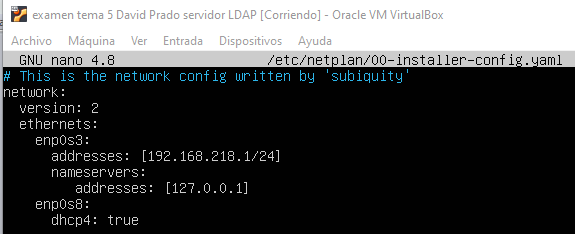 examen tema 5 David Prado servidor LDAP [Corriendo] - Oracle VM VirtualBox
Archivo Máquina Ver Entrada Dispositivos Ayuda
GNU nano 4.8 /etc/netplan/00-installer-config.yaml
# This is the network config written by 'subiquity'
network:
  version: 2
  ethernets:
    enp0s3:
      addresses: [192.168.218.1/24]
      nameservers:
         addresses: [127.0.0.1]
    enp0s8:
      dhcp4: true